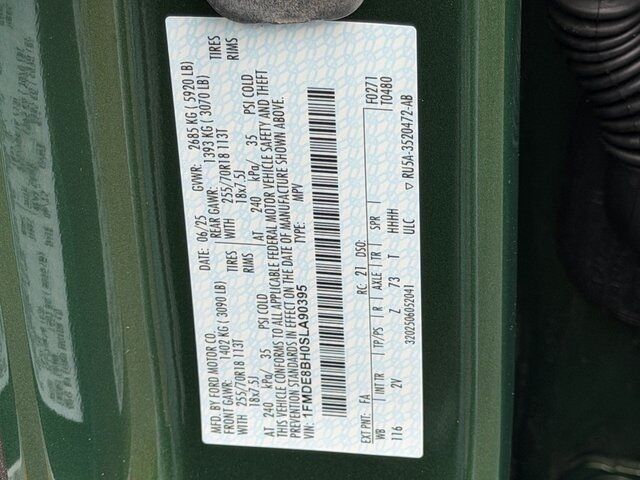 MFD. BY FORD MOTOR CO.
DATE: 06/25 GVWR: 2685 KG ( 5920 LB)
FRONT GAWR: 1402 KG ( 3090 LB) REAR GAWR: 1393 KG ( 3070 LB)
WITH 255/70R18 113T TIRES WITH 255/70R18 113T TIRES
18x7.5J RIMS 18x7.5J RIMS
AT 240 kPa/ 35 PSI COLD AT 240 kPa/ 35 PSI COLD
THIS VEHICLE CONFORMS TO ALL APPLICABLE FEDERAL MOTOR VEHICLE SAFETY AND THEFT
PREVENTION STANDARDS IN EFFECT ON THE DATE OF MANUFACTURE SHOWN ABOVE.
VIN: 1FMDE8BH0SLA90395 TYPE: MPV
F0271
T0480
EXT PNT: FA RC: 21 DSO:
WB INT TR TP/PS R AXLE TR SPR
116 2V Z 73 T HHHH
ULC ▽ RU5A-3520472-AB
3202506052041